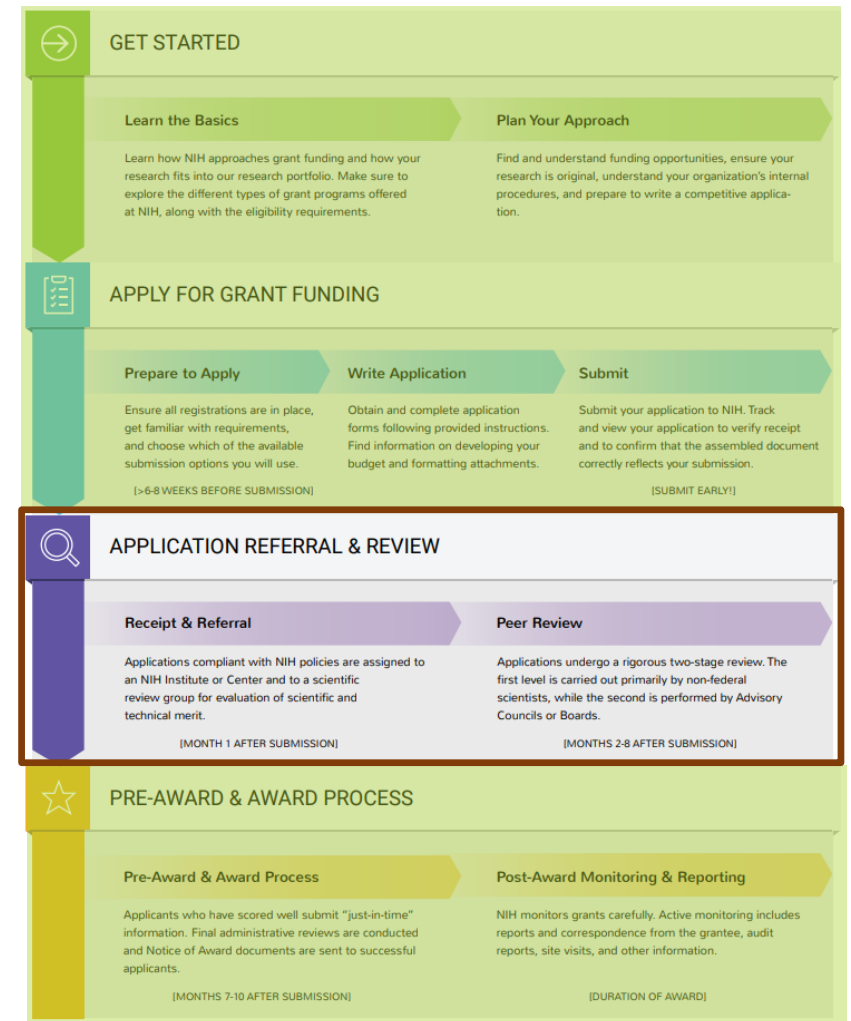 GET STARTED
Learn the Basics
Learn how NIH approaches grant funding and how your
research fits into our research portfolio. Make sure to
explore the different types of grant programs offered
at NIH, along with the eligibility requirements.
Plan Your Approach
Find and understand funding opportunities, ensure your
research is original, understand your organization's internal
procedures, and prepare to write a competitive applica-
tion.
APPLY FOR GRANT FUNDING
Prepare to Apply
Ensure all registrations are in place,
get familiar with requirements,
and choose which of the available
submission options you will use.
[>6-8 WEEKS BEFORE SUBMISSION]
Write Application
Obtain and complete application
forms following provided instructions.
Find information on developing your
budget and formatting attachments.
Submit
Submit your application to NIH. Track
and view your application to verify receipt
and to confirm that the assembled document
correctly reflects your submission.
[SUBMIT EARLY!]
APPLICATION REFERRAL & REVIEW
Receipt & Referral
Applications compliant with NIH policies are assigned to
an NIH Institute or Center and to a scientific
review group for evaluation of scientific and
technical merit.
[MONTH 1 AFTER SUBMISSION]
Peer Review
Applications undergo a rigorous two-stage review. The
first level is carried out primarily by non-federal
scientists, while the second is performed by Advisory
Councils or Boards.
[MONTHS 2-8 AFTER SUBMISSION]
PRE-AWARD & AWARD PROCESS
Pre-Award & Award Process
Applicants who have scored well submit "just-in-time"
information. Final administrative reviews are conducted
and Notice of Award documents are sent to successful
applicants.
[MONTHS 7-10 AFTER SUBMISSION]
Post-Award Monitoring & Reporting
NIH monitors grants carefully. Active monitoring includes
reports and correspondence from the grantee, audit
reports, site visits, and other information.
[DURATION OF AWARD]